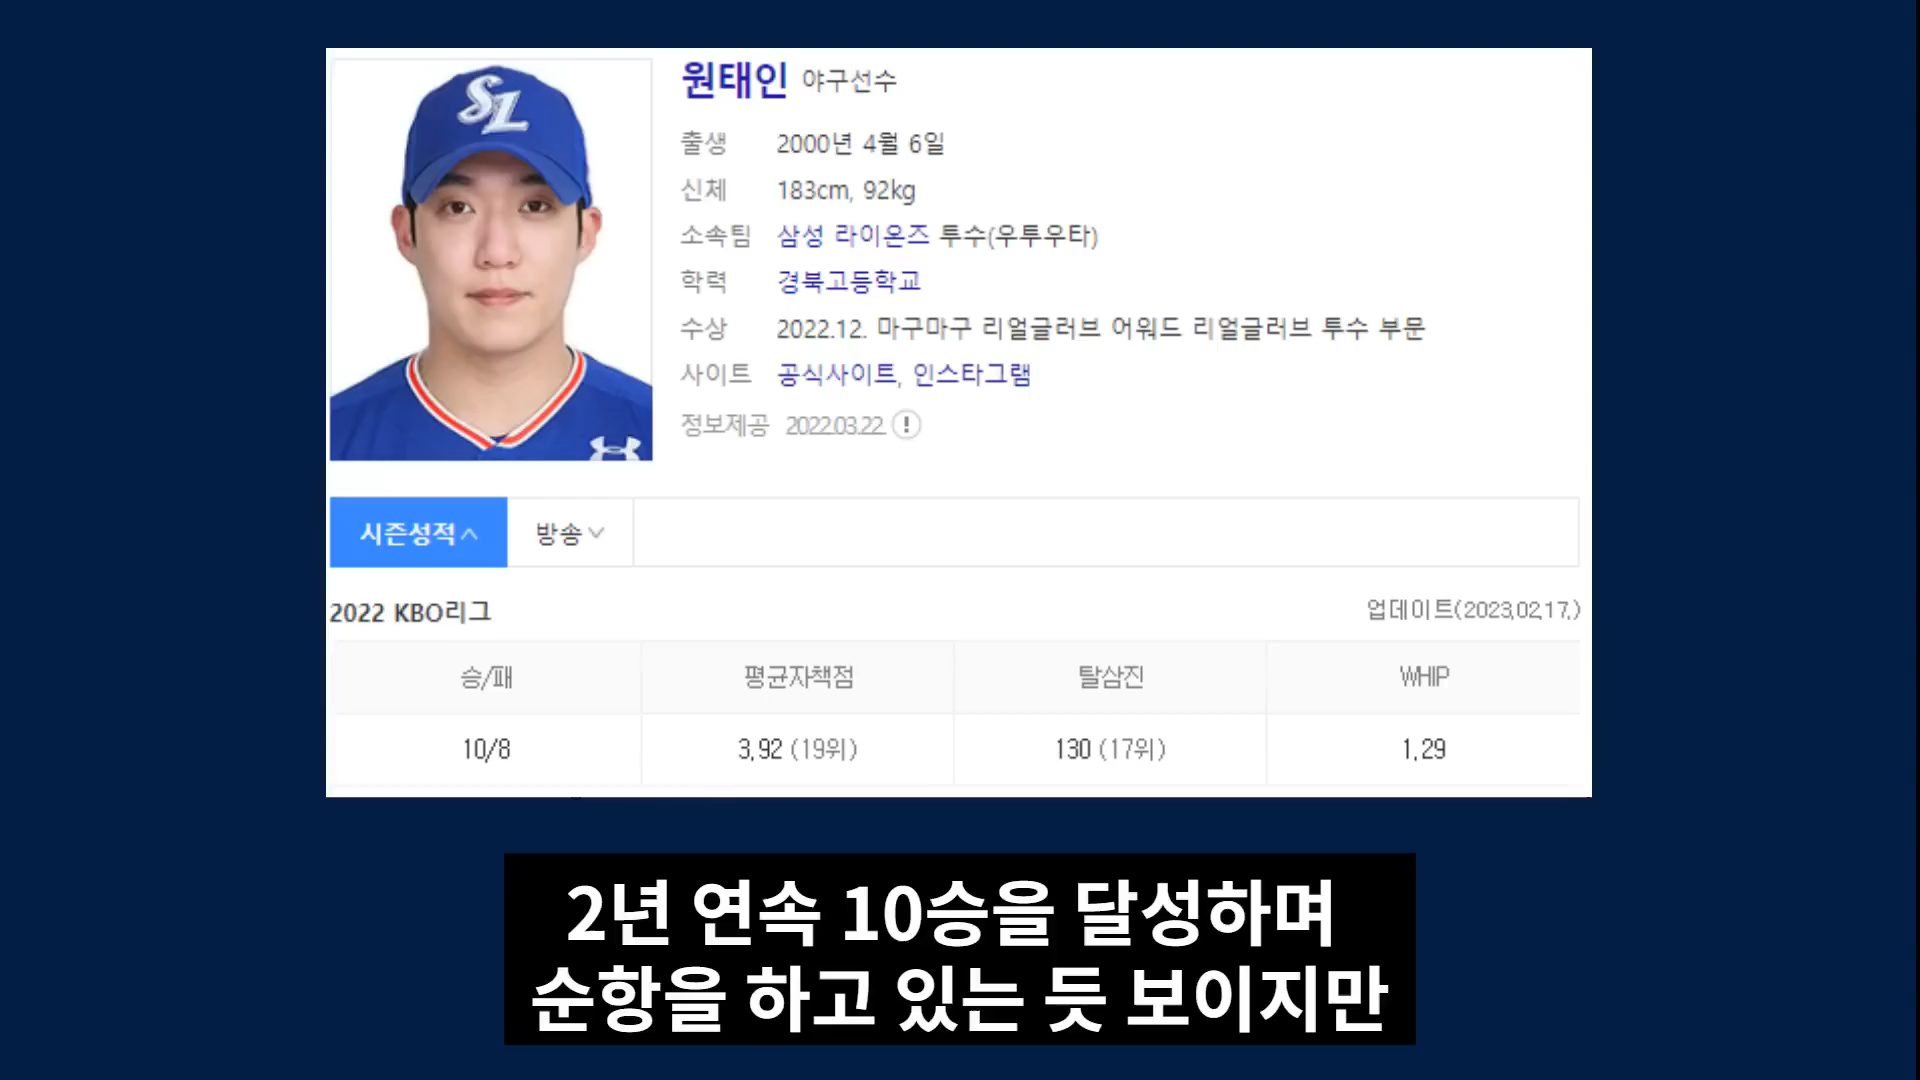 SL
원태인 야구선수
출생 2000년 4월 6일
신체 183cm, 92kg
소속팀 삼성 라이온즈 투수(우투우타)
학력 경북고등학교
수상 2022.12. 마구마구 리얼글러브 어워드 리얼글러브 투수 부문
사이트 공식사이트, 인스타그램
정보제공 2022.03.22. !
시즌성적 방송
2022 KBO리그 업데이트(2023.02.17.)
승/패 평균자책점 탈삼진 WHIP
10/8 3.92 (19위) 130 (17위) 1.29
2년 연속 10승을 달성하며
순항을 하고 있는 듯 보이지만